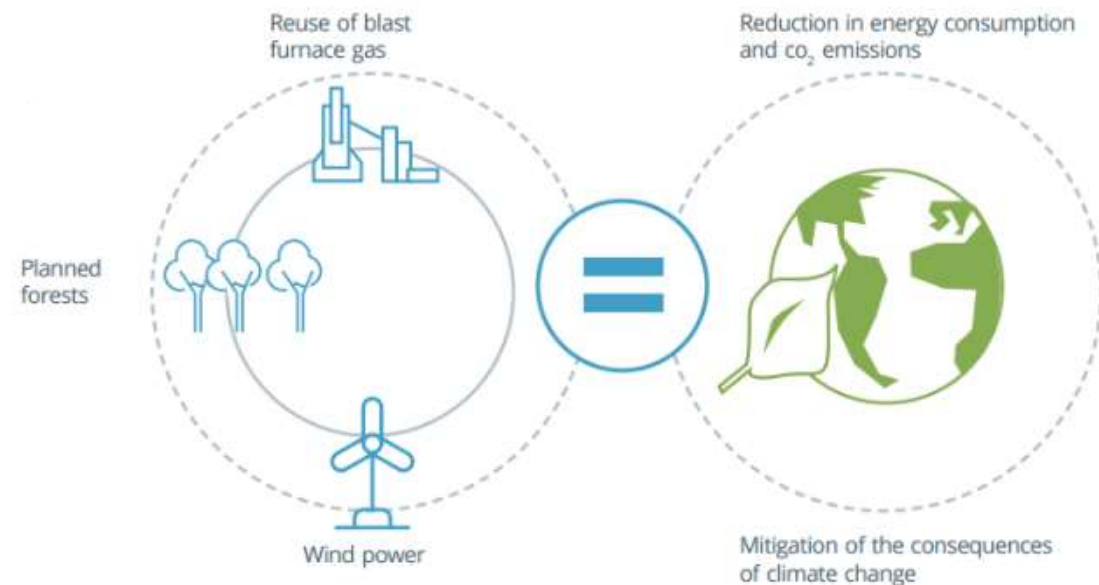 Reuse of blast
furnace gas
Reduction in energy consumption
and co₂ emissions
Planned
forests
Wind power
Mitigation of the consequences
of climate change